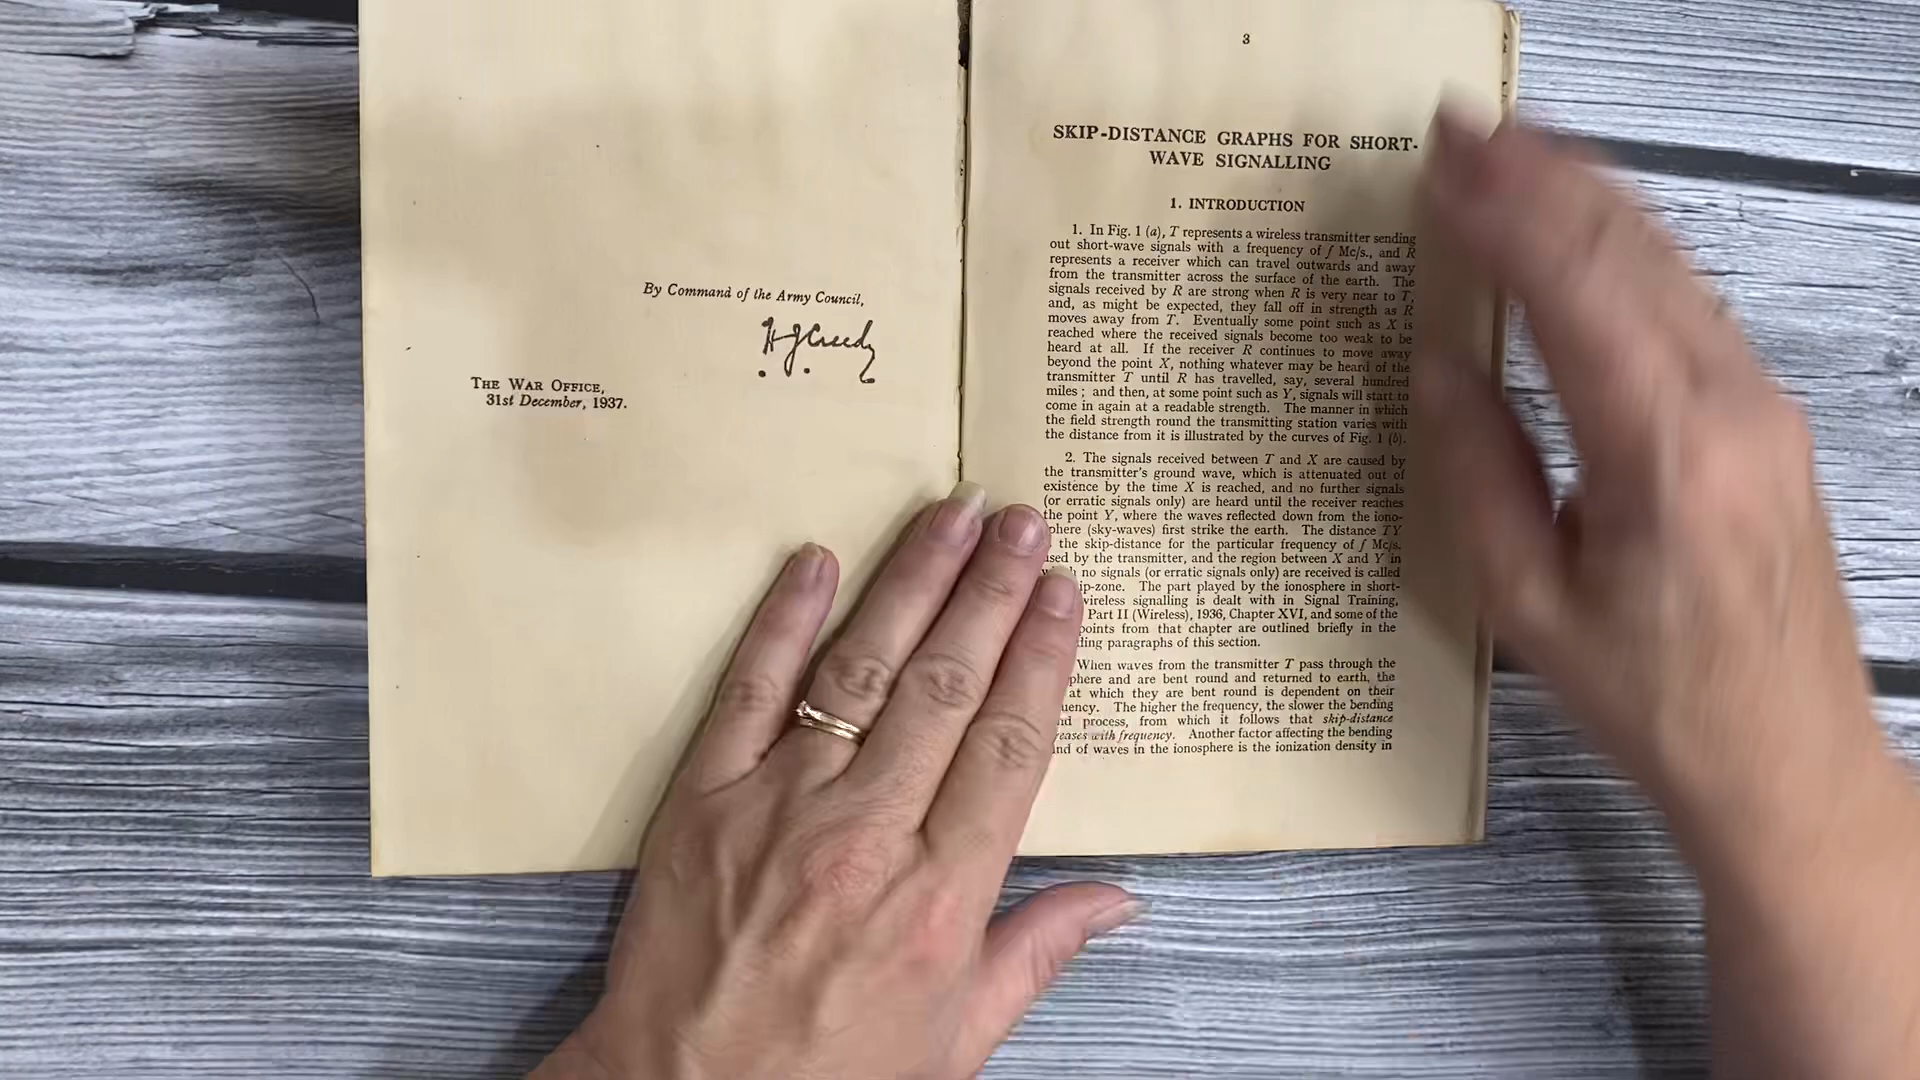 By Command of the Army Council,
H J Creedy
THE WAR OFFICE,
31st December, 1937.
3
SKIP-DISTANCE GRAPHS FOR SHORT-
WAVE SIGNALLING
1. INTRODUCTION
1. In Fig. 1 (a), T represents a wireless transmitter sending
out short-wave signals with a frequency of f Mc/s., and R
represents a receiver which can travel outwards and away
from the transmitter across the surface of the earth. The
signals received by R are strong when R is very near to T,
and, as might be expected, they fall off in strength as R
moves away from T. Eventually some point such as X is
reached where the received signals become too weak to be
heard at all. If the receiver R continues to move away
beyond the point X, nothing whatever may be heard of the
transmitter T until R has travelled, say, several hundred
miles ; and then, at some point such as Y, signals will start to
come in again at a readable strength. The manner in which
the field strength round the transmitting station varies with
the distance from it is illustrated by the curves of Fig. 1 (b).
2. The signals received between T and X are caused by
the transmitter's ground wave, which is attenuated out of
existence by the time X is reached, and no further signals
(or erratic signals only) are heard until the receiver reaches
the point Y, where the waves reflected down from the iono-
sphere (sky-waves) first strike the earth. The distance TY
the skip-distance for the particular frequency of f Mc/s.
used by the transmitter, and the region between X and Y in
no signals (or erratic signals only) are received is called
ip-zone. The part played by the ionosphere in short-
wireless signalling is dealt with in Signal Training,
Part II (Wireless), 1936, Chapter XVI, and some of the
points from that chapter are outlined briefly in the
ding paragraphs of this section.
When waves from the transmitter T pass through the
phere and are bent round and returned to earth, the
at which they are bent round is dependent on their
uency. The higher the frequency, the slower the bending
nd process, from which it follows that skip-distance
reases with frequency. Another factor affecting the bending
nd of waves in the ionosphere is the ionization density in